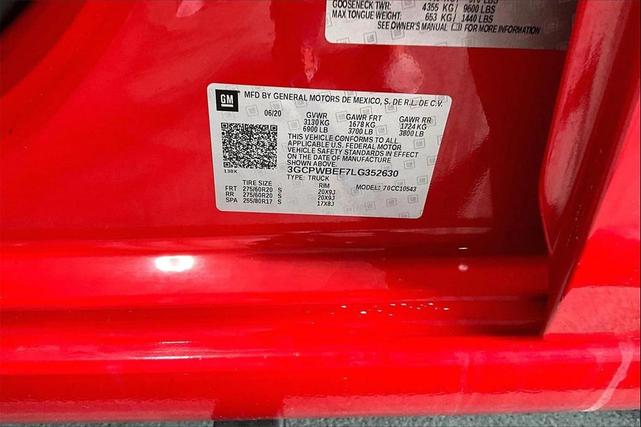 GOOSENECK TWR: 4355 KG / 9600 LBS
MAX TONGUE WEIGHT: 653 KG / 1440 LBS
SEE OWNER'S MANUAL FOR MORE INFORMATION
GM MFD BY GENERAL MOTORS DE MEXICO, S. DE R.L. DE C.V.
06/20 GVWR GAWR FRT GAWR RR
3130 KG 1678 KG 1724 KG
6900 LB 3700 LB 3800 LB
THIS VEHICLE CONFORMS TO ALL
APPLICABLE U.S. FEDERAL MOTOR
VEHICLE SAFETY STANDARDS IN EFFECT
ON THE DATE OF MANUFACTURE
SHOWN ABOVE.
138X 3GCPWBEF7LG352630
TYPE: TRUCK
TIRE SIZE RIM MODEL: 70CC10543
FRT 275/60R20 S 20X9J
RR 275/60R20 S 20X9J
SPA 255/80R17 S 17X8J